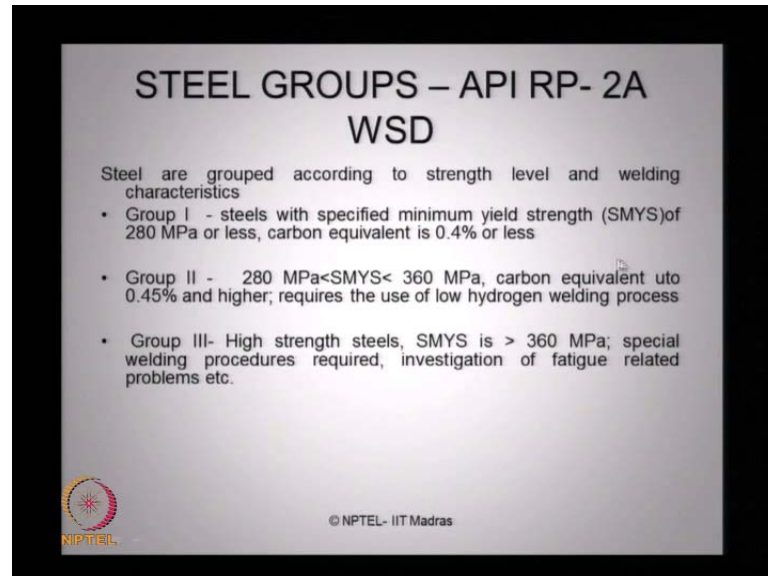 STEEL GROUPS – API RP- 2A
WSD
Steel are grouped according to strength level and welding
characteristics
• Group I - steels with specified minimum yield strength (SMYS)of
280 MPa or less, carbon equivalent is 0.4% or less
• Group II - 280 MPa<SMYS< 360 MPa, carbon equivalent uto
0.45% and higher; requires the use of low hydrogen welding process
• Group III- High strength steels, SMYS is > 360 MPa; special
welding procedures required, investigation of fatigue related
problems etc.
© NPTEL- IIT Madras
NPTEL